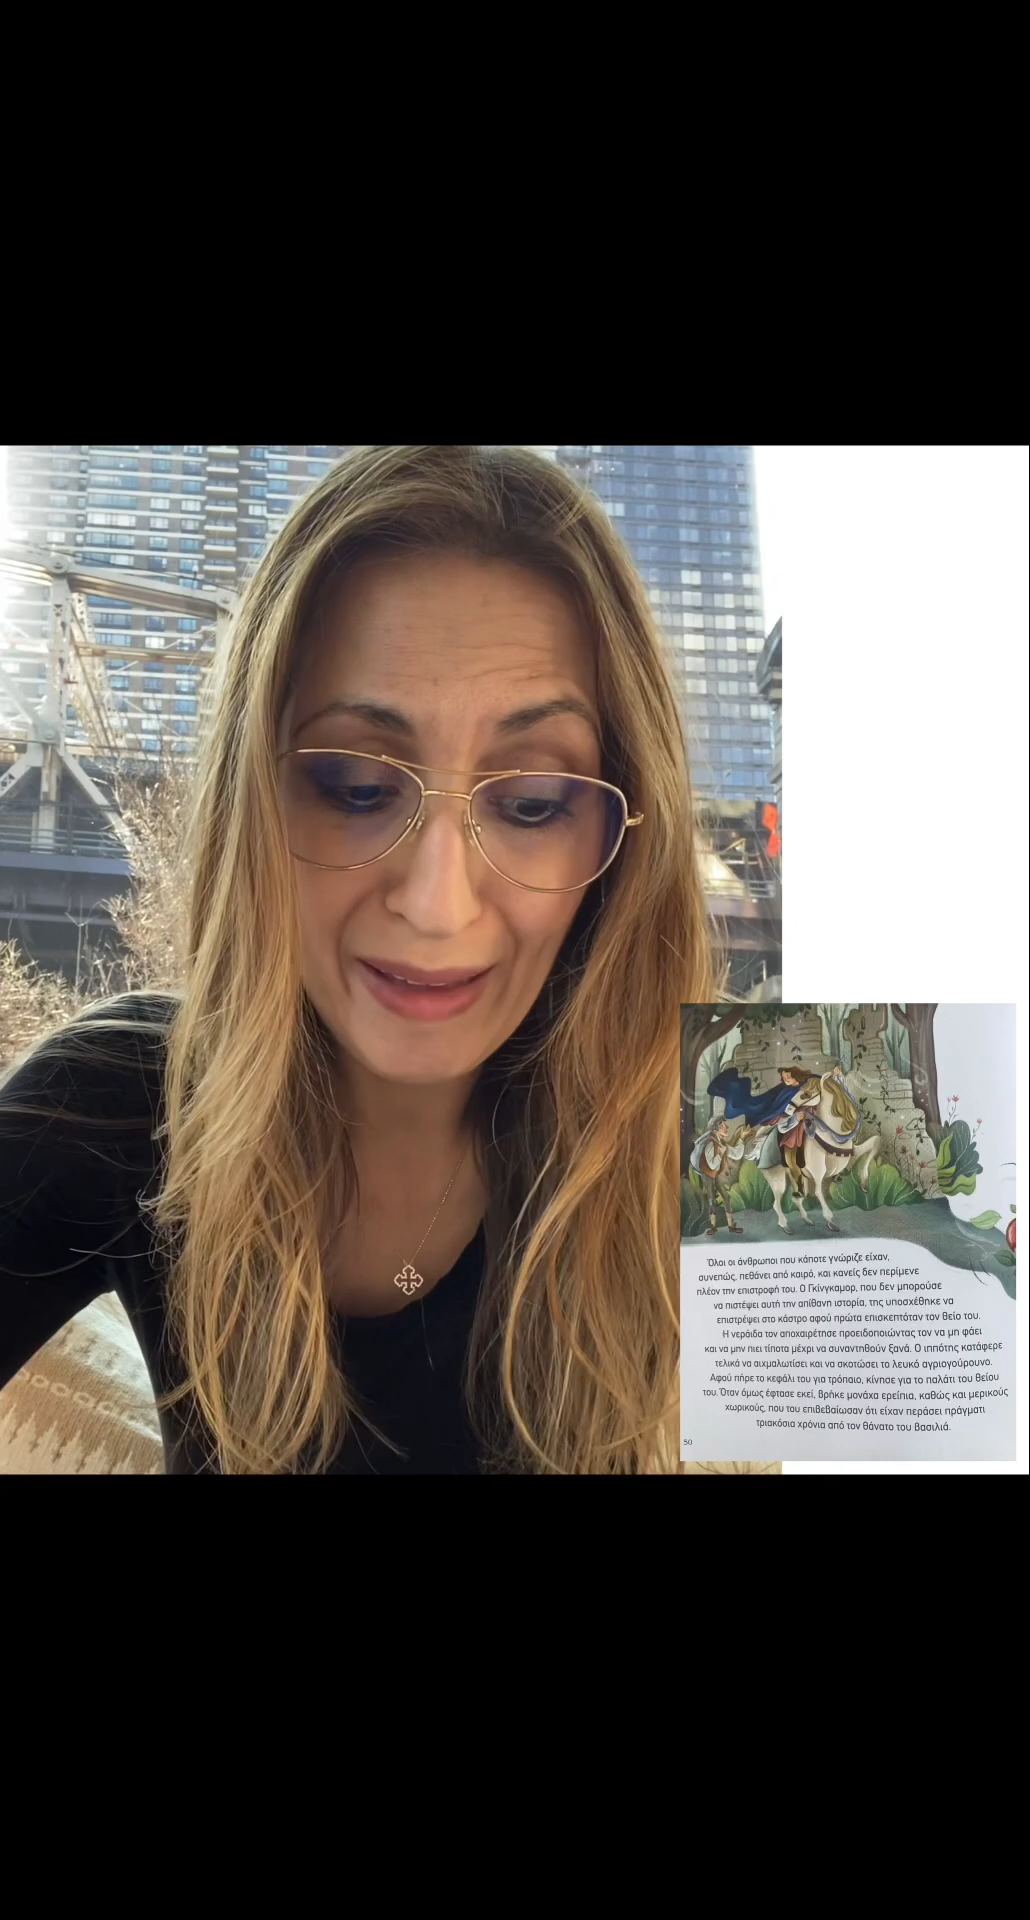 Όλοι οι άνθρωποι που κάποτε γνώριζε είχαν,
συνεπώς, πεθάνει από καιρό, και κανείς δεν περίμενε
πλέον την επιστροφή του. Ο Γκίνγκαμορ, που δεν μπορούσε
να πιστέψει αυτή την απίθανη ιστορία, της υποσχέθηκε να
επιστρέψει στο κάστρο αφού πρώτα επισκεπτόταν τον θείο του.
Η νεράιδα τον αποχαιρέτησε προειδοποιώντας τον να μη φάει
και να μην πιει τίποτα μέχρι να συναντηθούν ξανά. Ο ιππότης κατάφερε
τελικά να αιχμαλωτίσει και να σκοτώσει το λευκό αγριογούρουνο.
Αφού πήρε το κεφάλι του για τρόπαιο, κίνησε για το παλάτι του θείου
του. Όταν όμως έφτασε εκεί, βρήκε μονάχα ερείπια, καθώς και μερικούς
χωρικούς, που του επιβεβαίωσαν ότι είχαν περάσει πράγματι
τριακόσια χρόνια από τον θάνατο του βασιλιά.
50